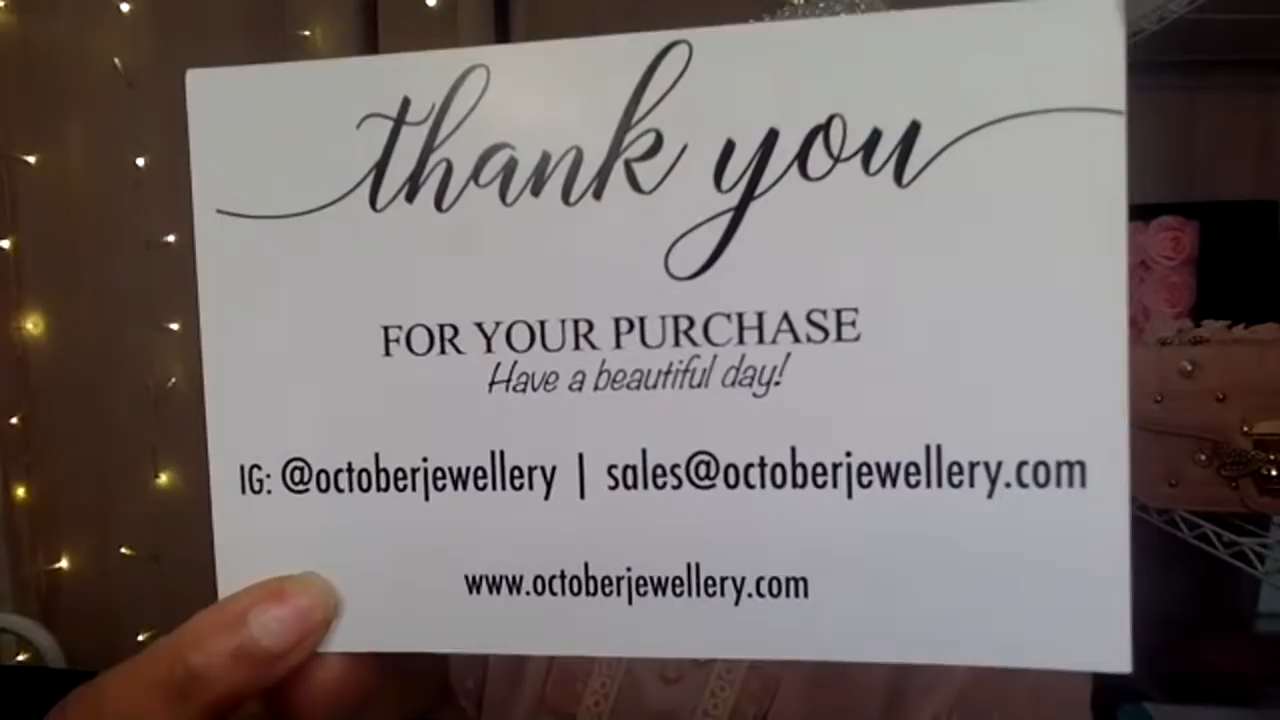 thank you
FOR YOUR PURCHASE
Have a beautiful day!
IG: @octoberjewellery | sales@octoberjewellery.com
www.octoberjewellery.com